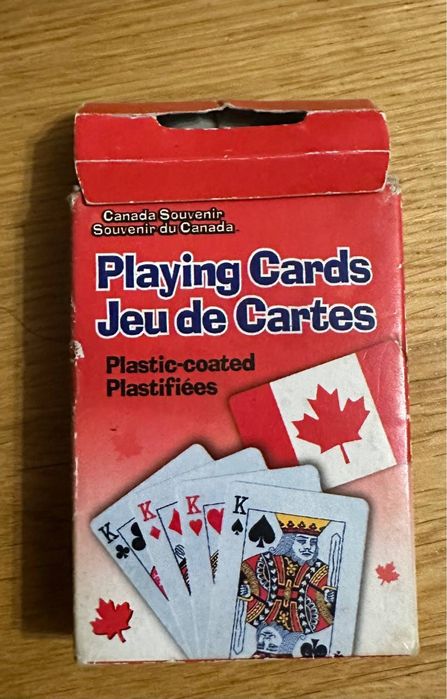 Canada Souvenir
Souvenir du Canada
Playing Cards
Jeu de Cartes
Plastic-coated
Plastifiées
K K K K